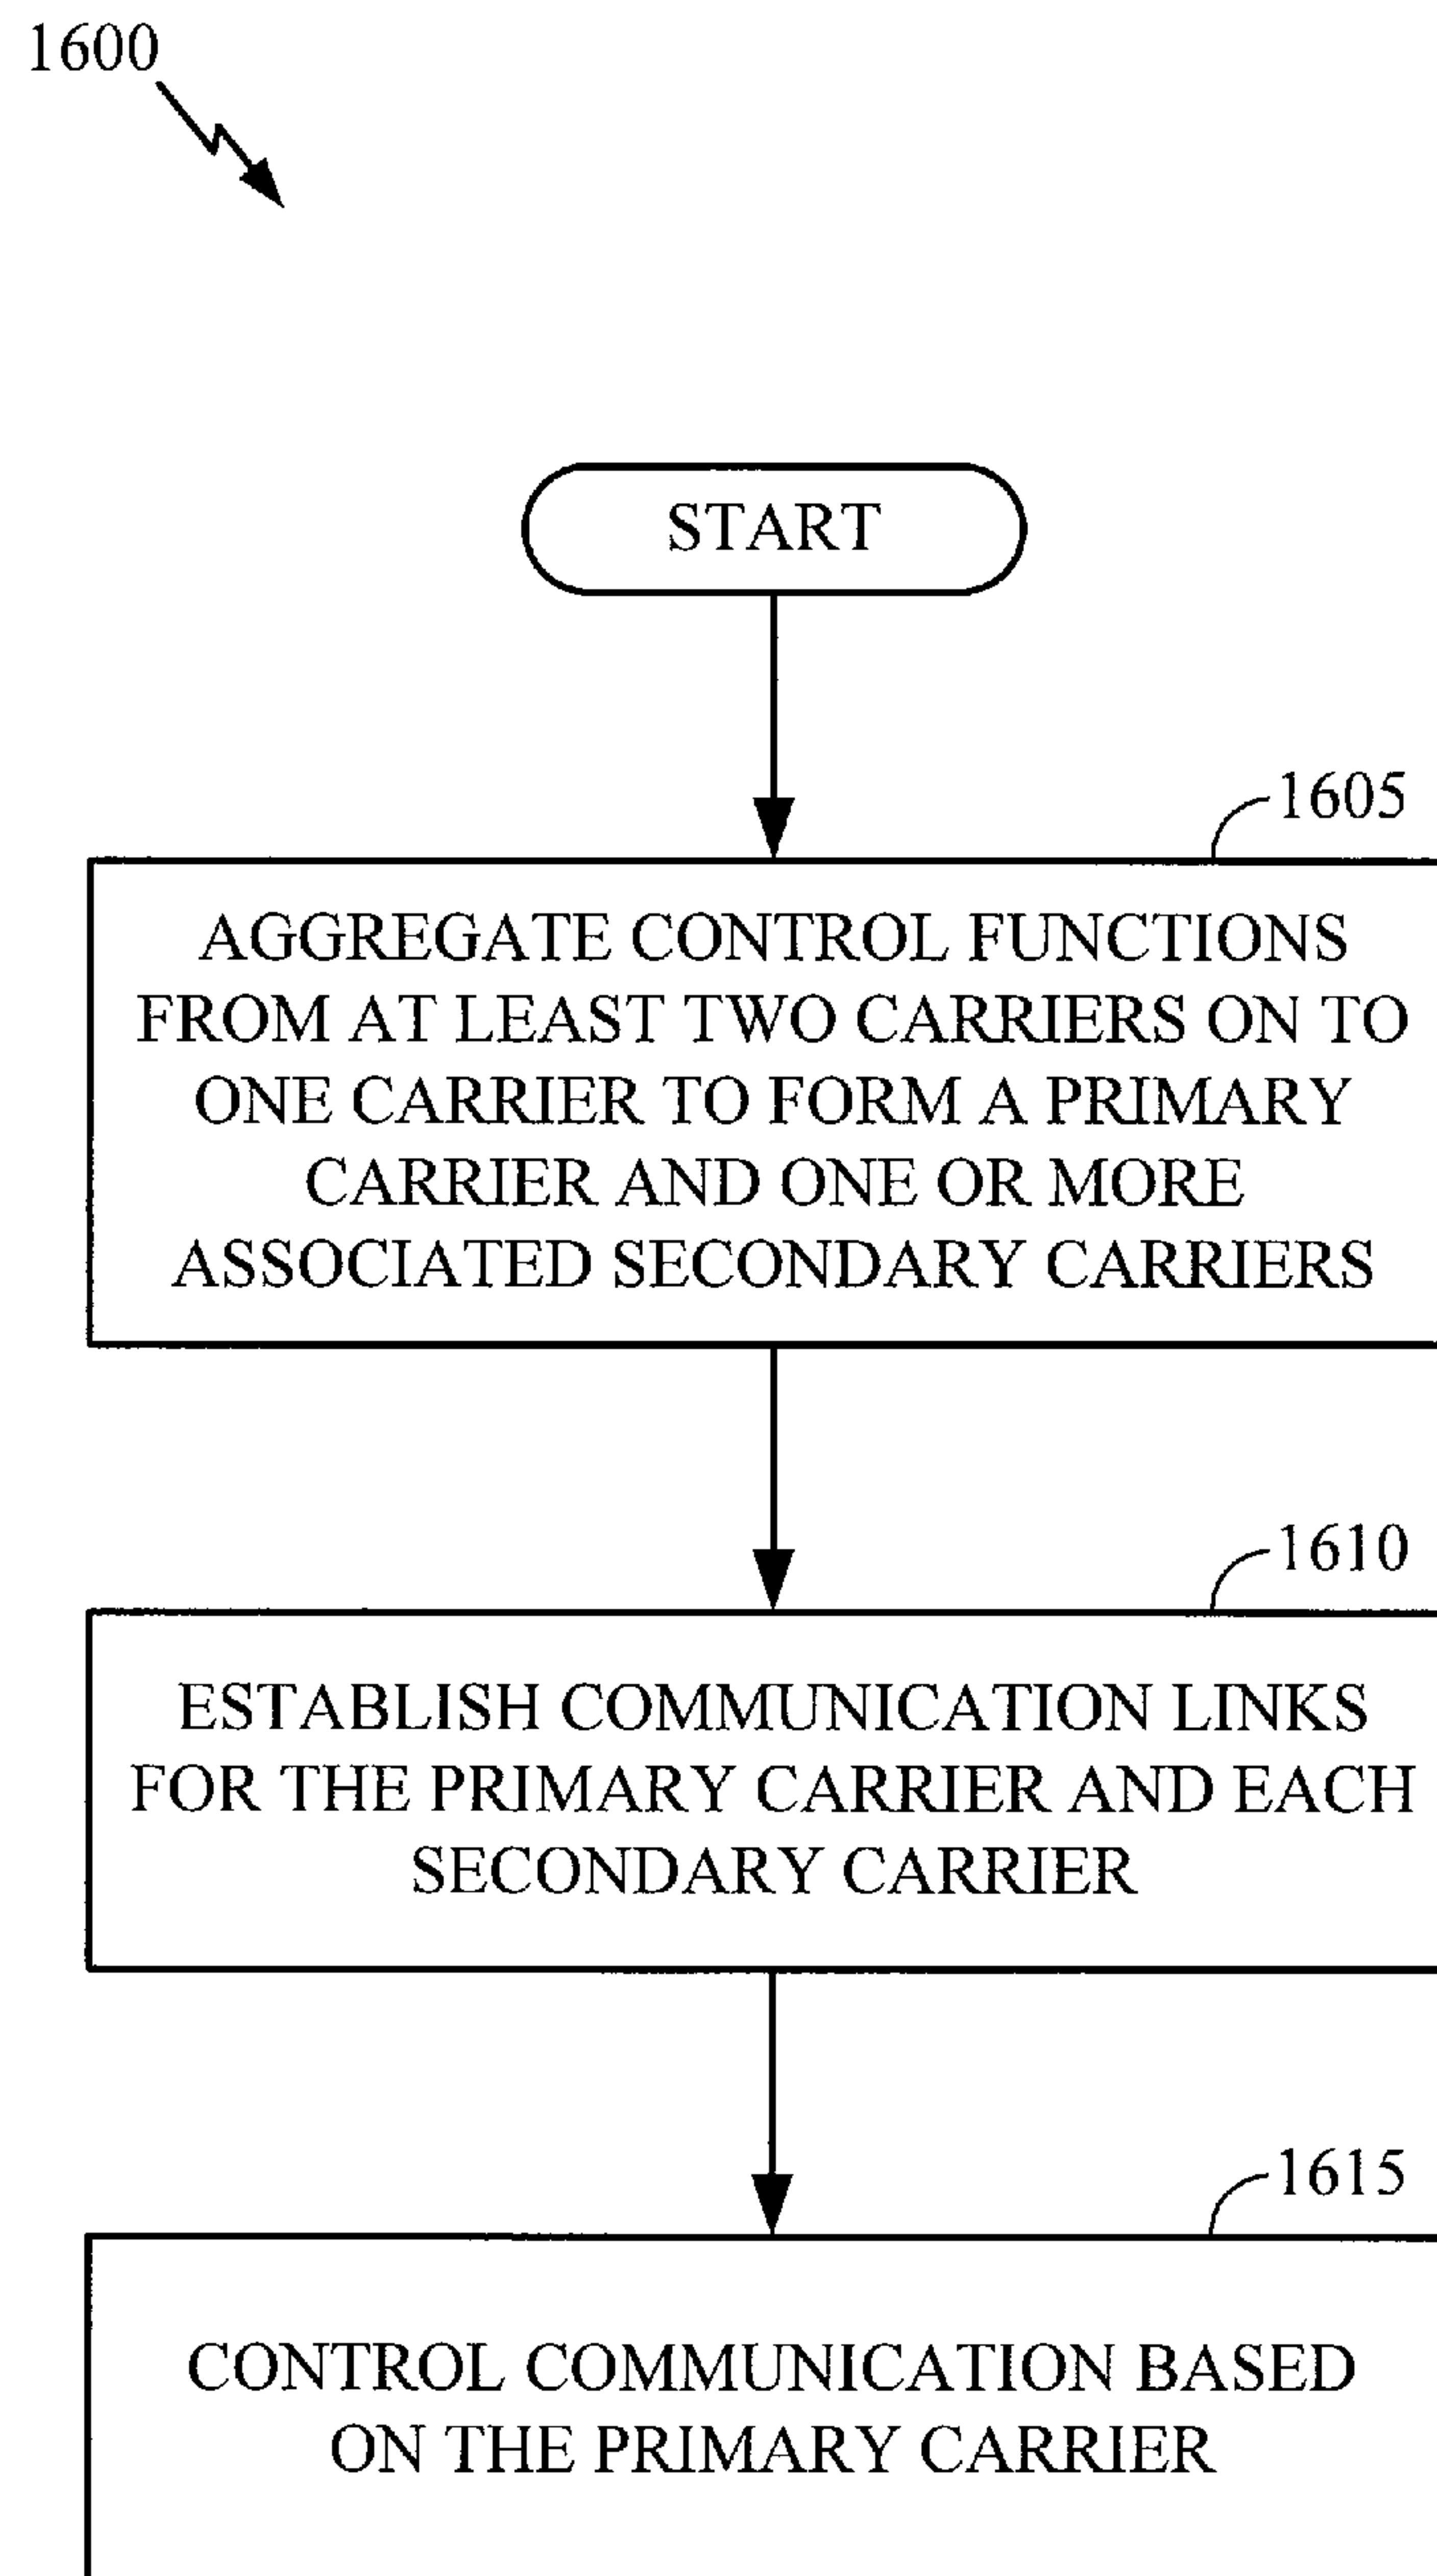 1600
START
1605
AGGREGATE CONTROL FUNCTIONS
FROM AT LEAST TWO CARRIERS ON TO
ONE CARRIER TO FORM A PRIMARY
CARRIER AND ONE OR MORE
ASSOCIATED SECONDARY CARRIERS
1610
ESTABLISH COMMUNICATION LINKS
FOR THE PRIMARY CARRIER AND EACH
SECONDARY CARRIER
1615
CONTROL COMMUNICATION BASED
ON THE PRIMARY CARRIER